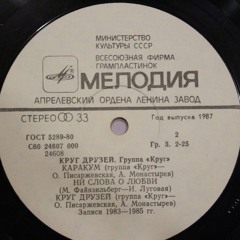 МИНИСТЕРСТВО
КУЛЬТУРЫ СССР
ВСЕСОЮЗНАЯ ФИРМА
ГРАМПЛАСТИНОК
МЕЛОДИЯ
АПРЕЛЕВСКИЙ ОРДЕНА ЛЕНИНА ЗАВОД
СТЕРЕО 33
Год выпуска 1987
ГОСТ 5289-80
2
С60 24607 000
Гр. 3. 2-25
24608
КРУГ ДРУЗЕЙ. Группа «Круг»
КАРАКУМ (группа «Круг»—
О. Писаржевская, А. Монастырев)
НИ СЛОВА О ЛЮБВИ
(М. Файзильберг—И. Луговая)
КРУГ ДРУЗЕЙ (группа «Круг»—
О. Писаржевская, А. Монастырев)
Записи 1983—1985 гг.